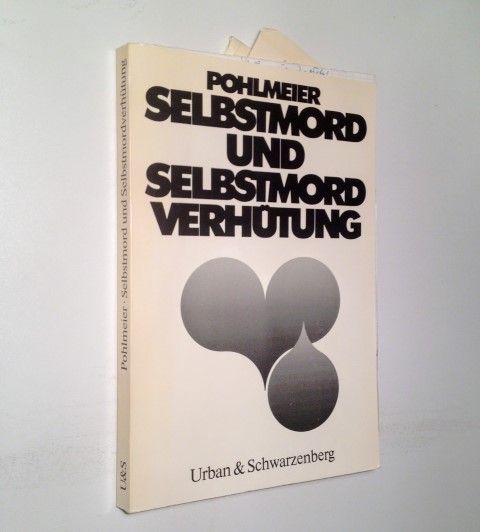 POHLMEIER
SELBSTMORD
UND
SELBSTMORD
VERHÜTUNG
Urban & Schwarzenberg
Pohlmeier · Selbstmord und Selbstmordverhütung
U&S